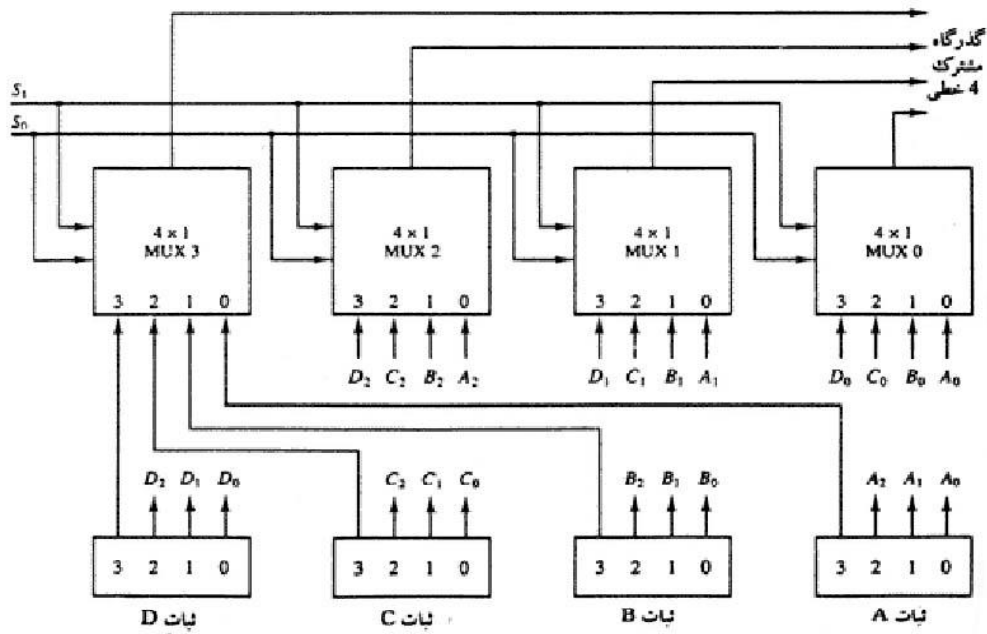 گذرگاه
مشترك
4 خطی
S₁
S₀
4 × 1
MUX 3
3 2 1 0
4 × 1
MUX 2
3 2 1 0
4 × 1
MUX 1
3 2 1 0
4 × 1
MUX 0
3 2 1 0
D₂ C₂ B₂ A₂
D₁ C₁ B₁ A₁
D₀ C₀ B₀ A₀
D₂ D₁ D₀
C₂ C₁ C₀
B₂ B₁ B₀
A₂ A₁ A₀
3 2 1 0
3 2 1 0
3 2 1 0
3 2 1 0
ثبات D
ثبات C
ثبات B
ثبات A